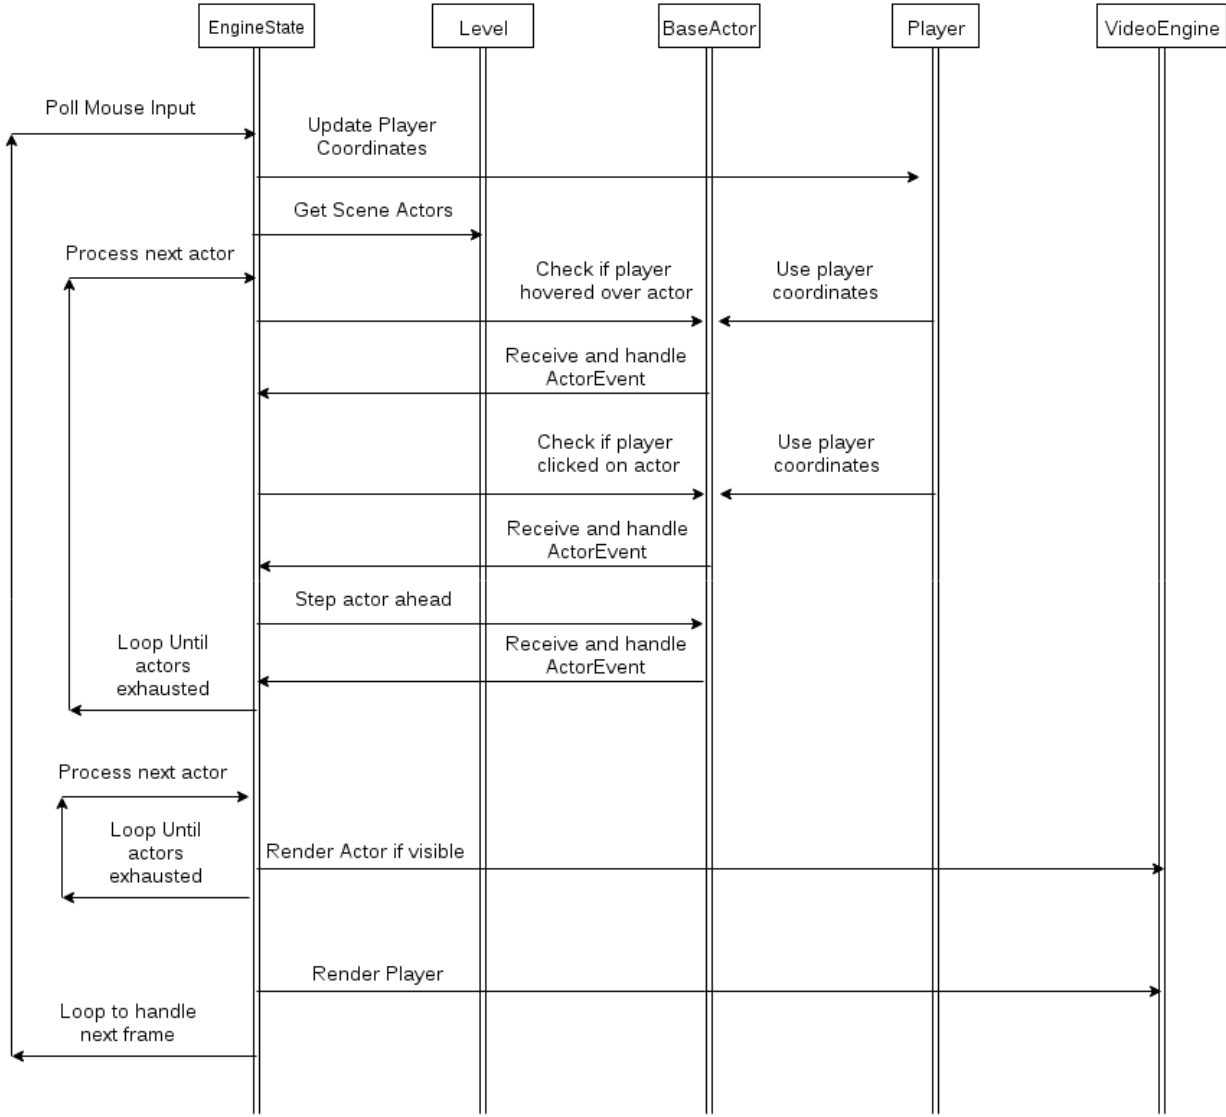 EngineState
Level
BaseActor
Player
VideoEngine
Poll Mouse Input
Update Player
Coordinates
Get Scene Actors
Process next actor
Check if player
hovered over actor
Use player
coordinates
Receive and handle
ActorEvent
Check if player
clicked on actor
Use player
coordinates
Receive and handle
ActorEvent
Step actor ahead
Receive and handle
ActorEvent
Loop Until
actors
exhausted
Process next actor
Loop Until
actors
exhausted
Render Actor if visible
Render Player
Loop to handle
next frame